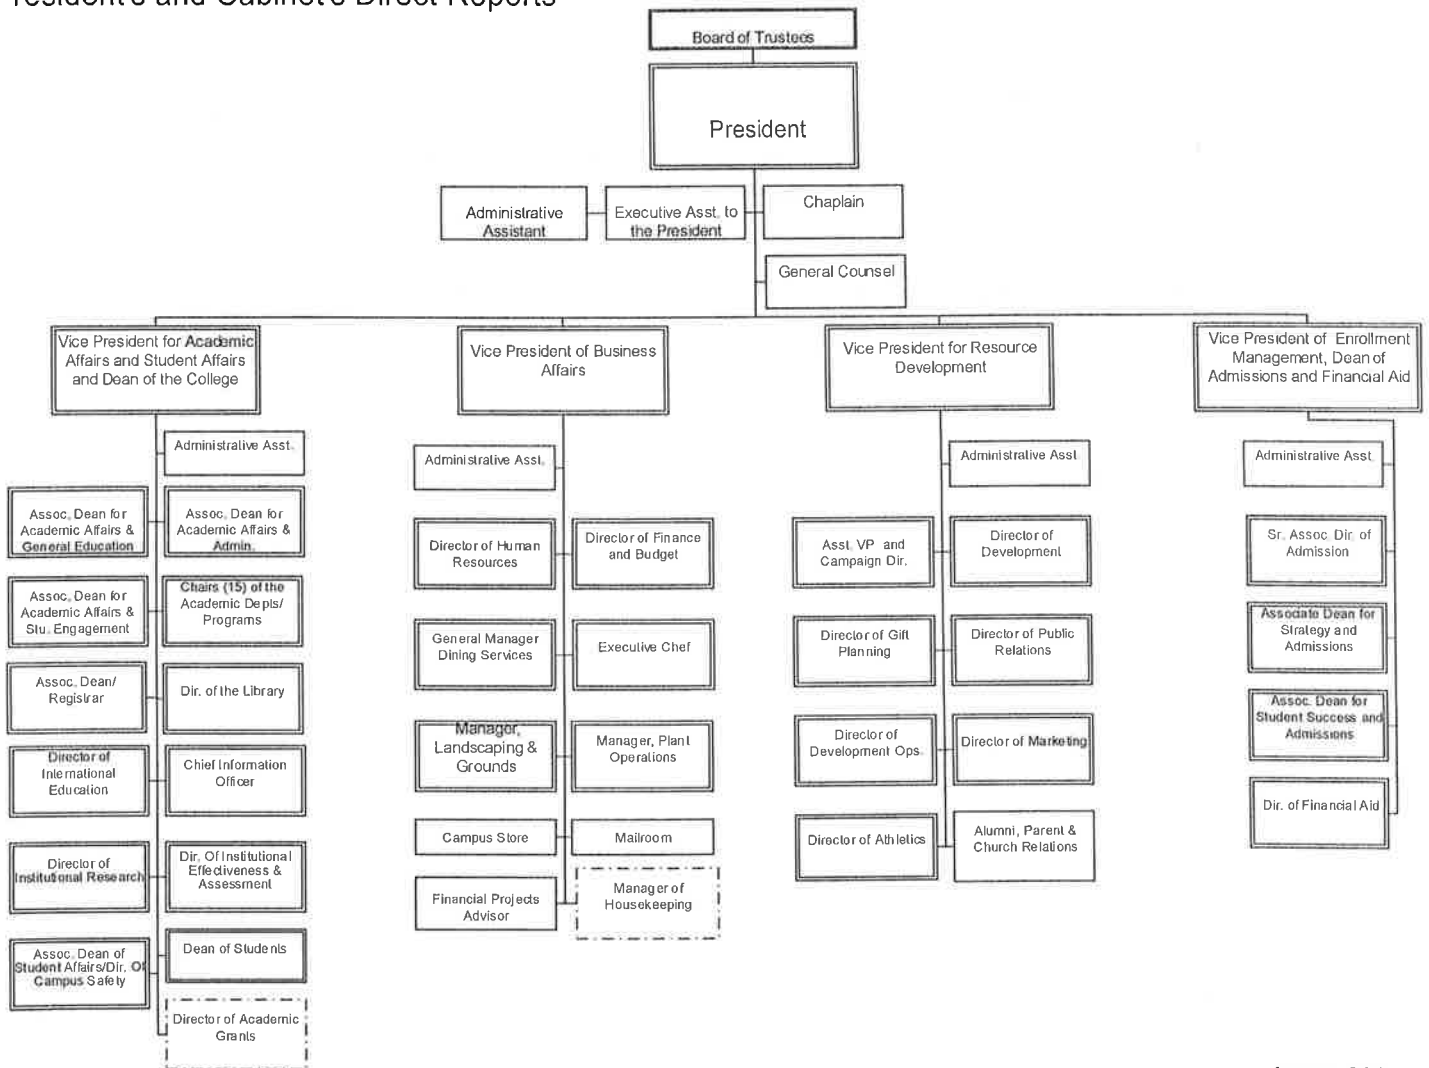 resident's and Cabinet's Direct Reports
Board of Trustees
President
Administrative
Assistant
Executive Asst. to
the President
Chaplain
General Counsel
Vice President for Academic
Affairs and Student Affairs
and Dean of the College
Vice President of Business
Affairs
Vice President for Resource
Development
Vice President of Enrollment
Management, Dean of
Admissions and Financial Aid
Administrative Asst.
Assoc. Dean for
Academic Affairs &
General Education
Assoc. Dean for
Academic Affairs &
Admin.
Assoc. Dean for
Academic Affairs &
Stu. Engagement
Chairs (15) of the
Academic Depts/
Programs
Assoc. Dean/
Registrar
Dir. of the Library
Director of
International
Education
Chief Information
Officer
Director of
Institutional Research
Dir. Of Institutional
Effectiveness &
Assessment
Assoc. Dean of
Student Affairs/Dir. Of
Campus Safety
Dean of Students
Director of Academic
Grants
Administrative Asst.
Director of Human
Resources
Director of Finance
and Budget
General Manager
Dining Services
Executive Chef
Manager,
Landscaping &
Grounds
Manager, Plant
Operations
Campus Store
Mailroom
Financial Projects
Advisor
Manager of
Housekeeping
Administrative Asst
Asst. VP and
Campaign Dir.
Director of
Development
Director of Gift
Planning
Director of Public
Relations
Director of
Development Ops.
Director of Marketing
Director of Athletics
Alumni, Parent &
Church Relations
Administrative Asst.
Sr. Assoc. Dir. of
Admission
Associate Dean for
Strategy and
Admissions
Assoc. Dean for
Student Success and
Admissions
Dir. of Financial Aid